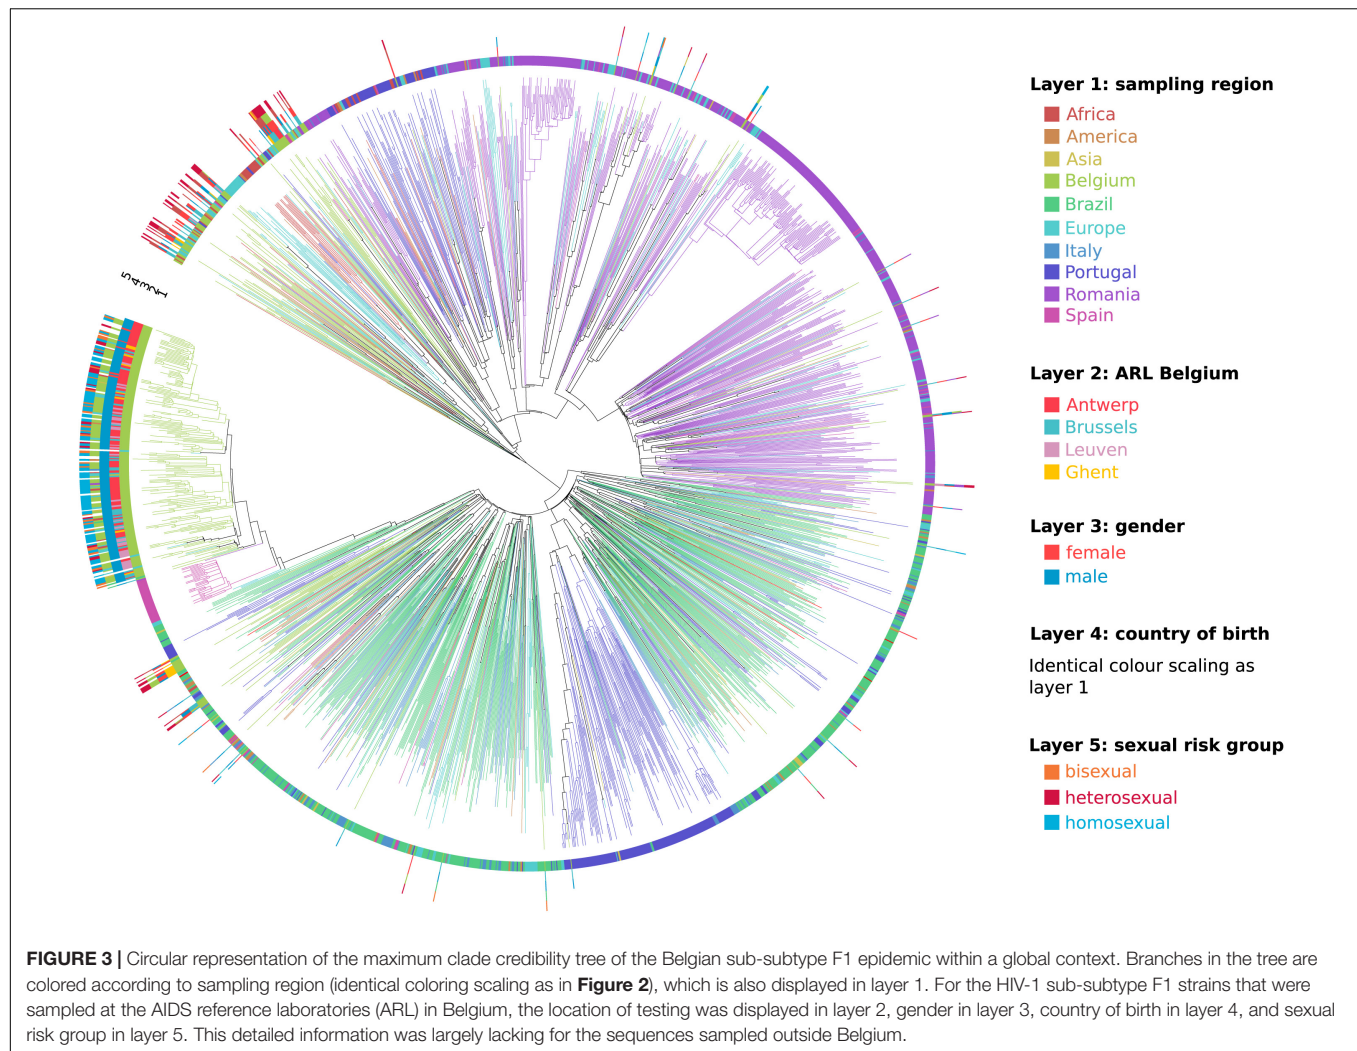 Layer 1: sampling region
Africa
America
Asia
Belgium
Brazil
Europe
Italy
Portugal
Romania
Spain
Layer 2: ARL Belgium
Antwerp
Brussels
Leuven
Ghent
Layer 3: gender
female
male
Layer 4: country of birth
Identical colour scaling as
layer 1
Layer 5: sexual risk group
bisexual
heterosexual
homosexual
5 4 3 2 1
FIGURE 3 | Circular representation of the maximum clade credibility tree of the Belgian sub-subtype F1 epidemic within a global context. Branches in the tree are
colored according to sampling region (identical coloring scaling as in Figure 2), which is also displayed in layer 1. For the HIV-1 sub-subtype F1 strains that were
sampled at the AIDS reference laboratories (ARL) in Belgium, the location of testing was displayed in layer 2, gender in layer 3, country of birth in layer 4, and sexual
risk group in layer 5. This detailed information was largely lacking for the sequences sampled outside Belgium.